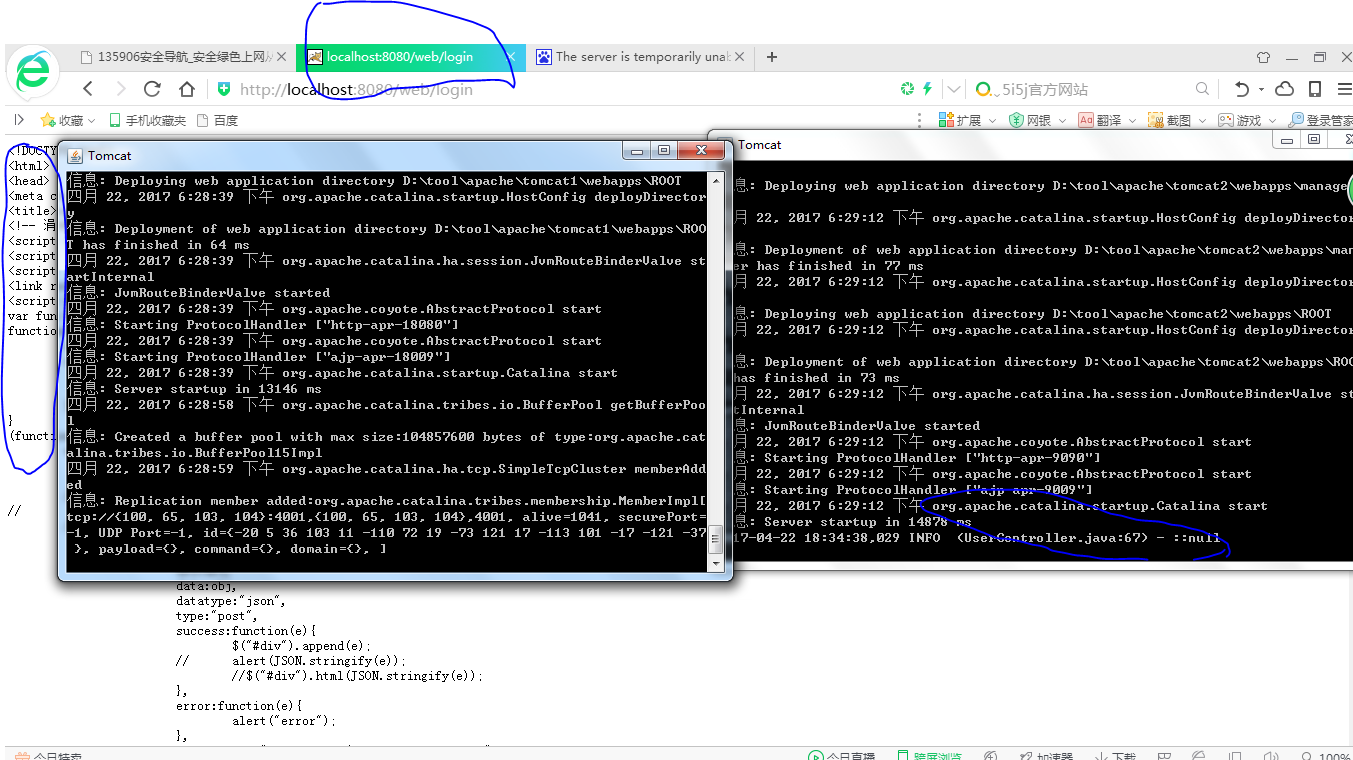 135906安全导航_安全绿色上网从
localhost:8080/web/login
The server is temporarily unab
http://localhost:8080/web/login
5i5j官方网站
收藏
手机收藏夹
百度
扩展
网银
翻译
截图
游戏
登录管家
<!DOCTY
<html>
<head>
<meta c
<title>
<!-- 涓
<script
<script
<script
<link r
<script
var fun
function
}
(functi
//
Tomcat
信息: Deploying web application directory D:\tool\apache\tomcat1\webapps\ROOT
四月 22, 2017 6:28:39 下午 org.apache.catalina.startup.HostConfig deployDirector
y
信息: Deployment of web application directory D:\tool\apache\tomcat1\webapps\ROO
T has finished in 64 ms
四月 22, 2017 6:28:39 下午 org.apache.catalina.ha.session.JvmRouteBinderValve st
artInternal
信息: JvmRouteBinderValve started
四月 22, 2017 6:28:39 下午 org.apache.coyote.AbstractProtocol start
信息: Starting ProtocolHandler ["http-apr-18080"]
四月 22, 2017 6:28:39 下午 org.apache.coyote.AbstractProtocol start
信息: Starting ProtocolHandler ["ajp-apr-18009"]
四月 22, 2017 6:28:39 下午 org.apache.catalina.startup.Catalina start
信息: Server startup in 13146 ms
四月 22, 2017 6:28:58 下午 org.apache.catalina.tribes.io.BufferPool getBufferPoo
l
信息: Created a buffer pool with max size:104857600 bytes of type:org.apache.cat
alina.tribes.io.BufferPool15Impl
四月 22, 2017 6:28:59 下午 org.apache.catalina.ha.tcp.SimpleTcpCluster memberAdd
ed
信息: Replication member added:org.apache.catalina.tribes.membership.MemberImpl[
tcp://{100, 65, 103, 104}:4001,{100, 65, 103, 104},4001, alive=1041, securePort=
-1, UDP Port=-1, id={-20 5 36 103 11 -110 72 19 -73 121 17 -113 101 -17 -121 -37
 }, payload={}, command={}, domain={}, ]
Tomcat
息: Deploying web application directory D:\tool\apache\tomcat2\webapps\manage
月 22, 2017 6:29:12 下午 org.apache.catalina.startup.HostConfig deployDirector
息: Deployment of web application directory D:\tool\apache\tomcat2\webapps\man
er has finished in 77 ms
月 22, 2017 6:29:12 下午 org.apache.catalina.startup.HostConfig deployDirector
息: Deploying web application directory D:\tool\apache\tomcat2\webapps\ROOT
月 22, 2017 6:29:12 下午 org.apache.catalina.startup.HostConfig deployDirector
息: Deployment of web application directory D:\tool\apache\tomcat2\webapps\ROO
has finished in 73 ms
月 22, 2017 6:29:12 下午 org.apache.catalina.ha.session.JvmRouteBinderValve st
tInternal
息: JvmRouteBinderValve started
月 22, 2017 6:29:12 下午 org.apache.coyote.AbstractProtocol start
息: Starting ProtocolHandler ["http-apr-9090"]
月 22, 2017 6:29:12 下午 org.apache.coyote.AbstractProtocol start
息: Starting ProtocolHandler ["ajp-apr-9009"]
月 22, 2017 6:29:12 下午 org.apache.catalina.startup.Catalina start
息: Server startup in 14878 ms
17-04-22 18:34:38,029 INFO (UserController.java:67) - ::null
data:obj,
datatype:"json",
type:"post",
success:function(e){
$("#div").append(e);
// alert(JSON.stringify(e));
//$("#div").html(JSON.stringify(e));
},
error:function(e){
alert("error");
},
今日特卖
今日直播
跨屏浏览
加速器
下载
100%